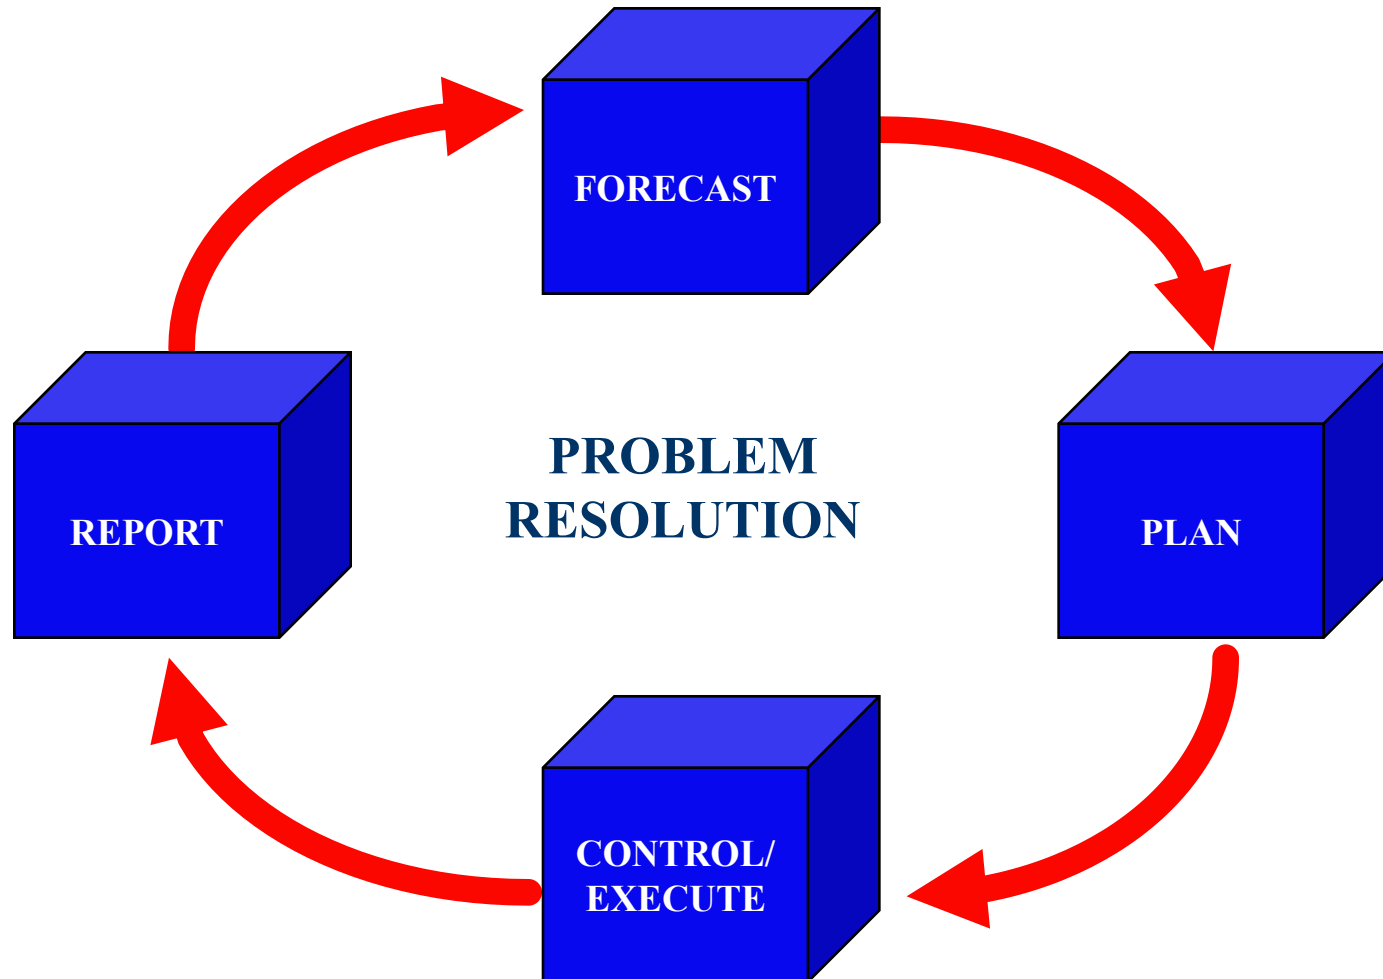 FORECAST
PROBLEM
RESOLUTION
REPORT
PLAN
CONTROL/
EXECUTE